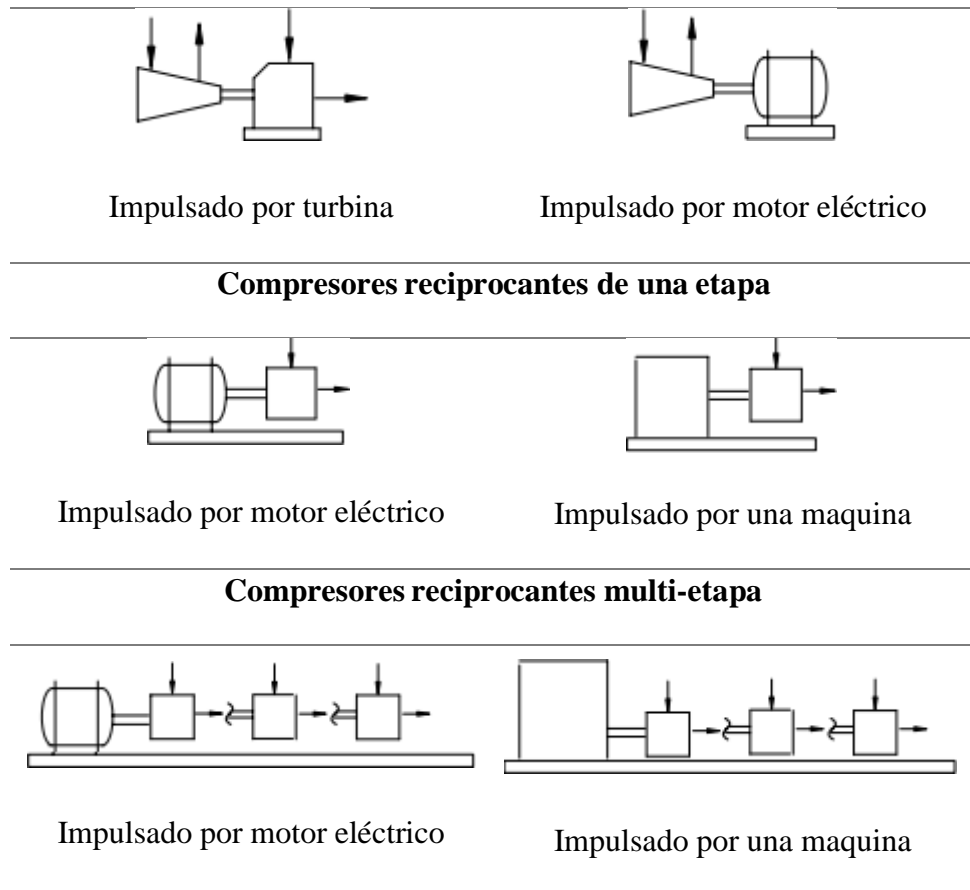 Impulsado por turbina
Impulsado por motor eléctrico
Compresores reciprocantes de una etapa
Impulsado por motor eléctrico
Impulsado por una maquina
Compresores reciprocantes multi-etapa
Impulsado por motor eléctrico
Impulsado por una maquina